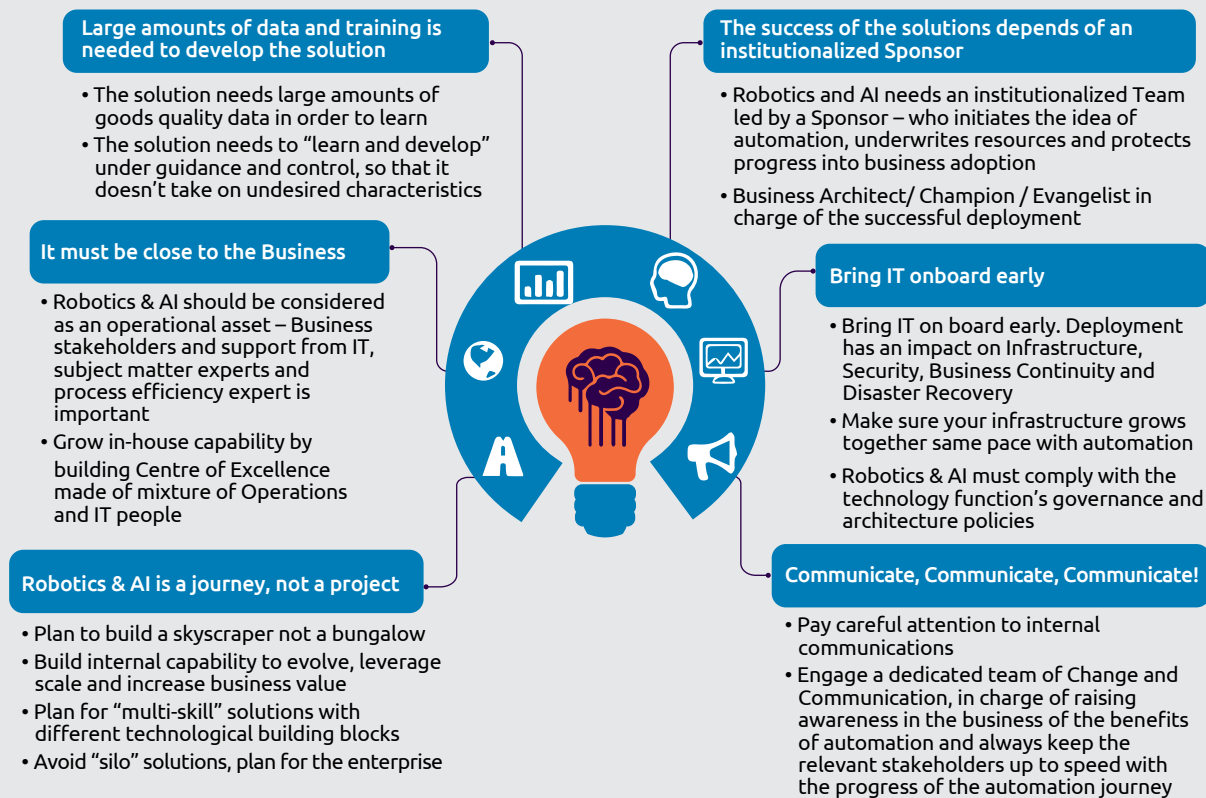 Large amounts of data and training is
needed to develop the solution
• The solution needs large amounts of
goods quality data in order to learn
• The solution needs to “learn and develop”
under guidance and control, so that it
doesn’t take on undesired characteristics
It must be close to the Business
• Robotics & AI should be considered
as an operational asset – Business
stakeholders and support from IT,
subject matter experts and
process efficiency expert is
important
• Grow in-house capability by
building Centre of Excellence
made of mixture of Operations
and IT people
Robotics & AI is a journey, not a project
• Plan to build a skyscraper not a bungalow
• Build internal capability to evolve, leverage
scale and increase business value
• Plan for “multi-skill” solutions with
different technological building blocks
• Avoid “silo” solutions, plan for the enterprise
The success of the solutions depends of an
institutionalized Sponsor
• Robotics and AI needs an institutionalized Team
led by a Sponsor – who initiates the idea of
automation, underwrites resources and protects
progress into business adoption
• Business Architect/ Champion / Evangelist in
charge of the successful deployment
Bring IT onboard early
• Bring IT on board early. Deployment
has an impact on Infrastructure,
Security, Business Continuity and
Disaster Recovery
• Make sure your infrastructure grows
together same pace with automation
• Robotics & AI must comply with the
technology function’s governance and
architecture policies
Communicate, Communicate, Communicate!
• Pay careful attention to internal
communications
• Engage a dedicated team of Change and
Communication, in charge of raising
awareness in the business of the benefits
of automation and always keep the
relevant stakeholders up to speed with
the progress of the automation journey